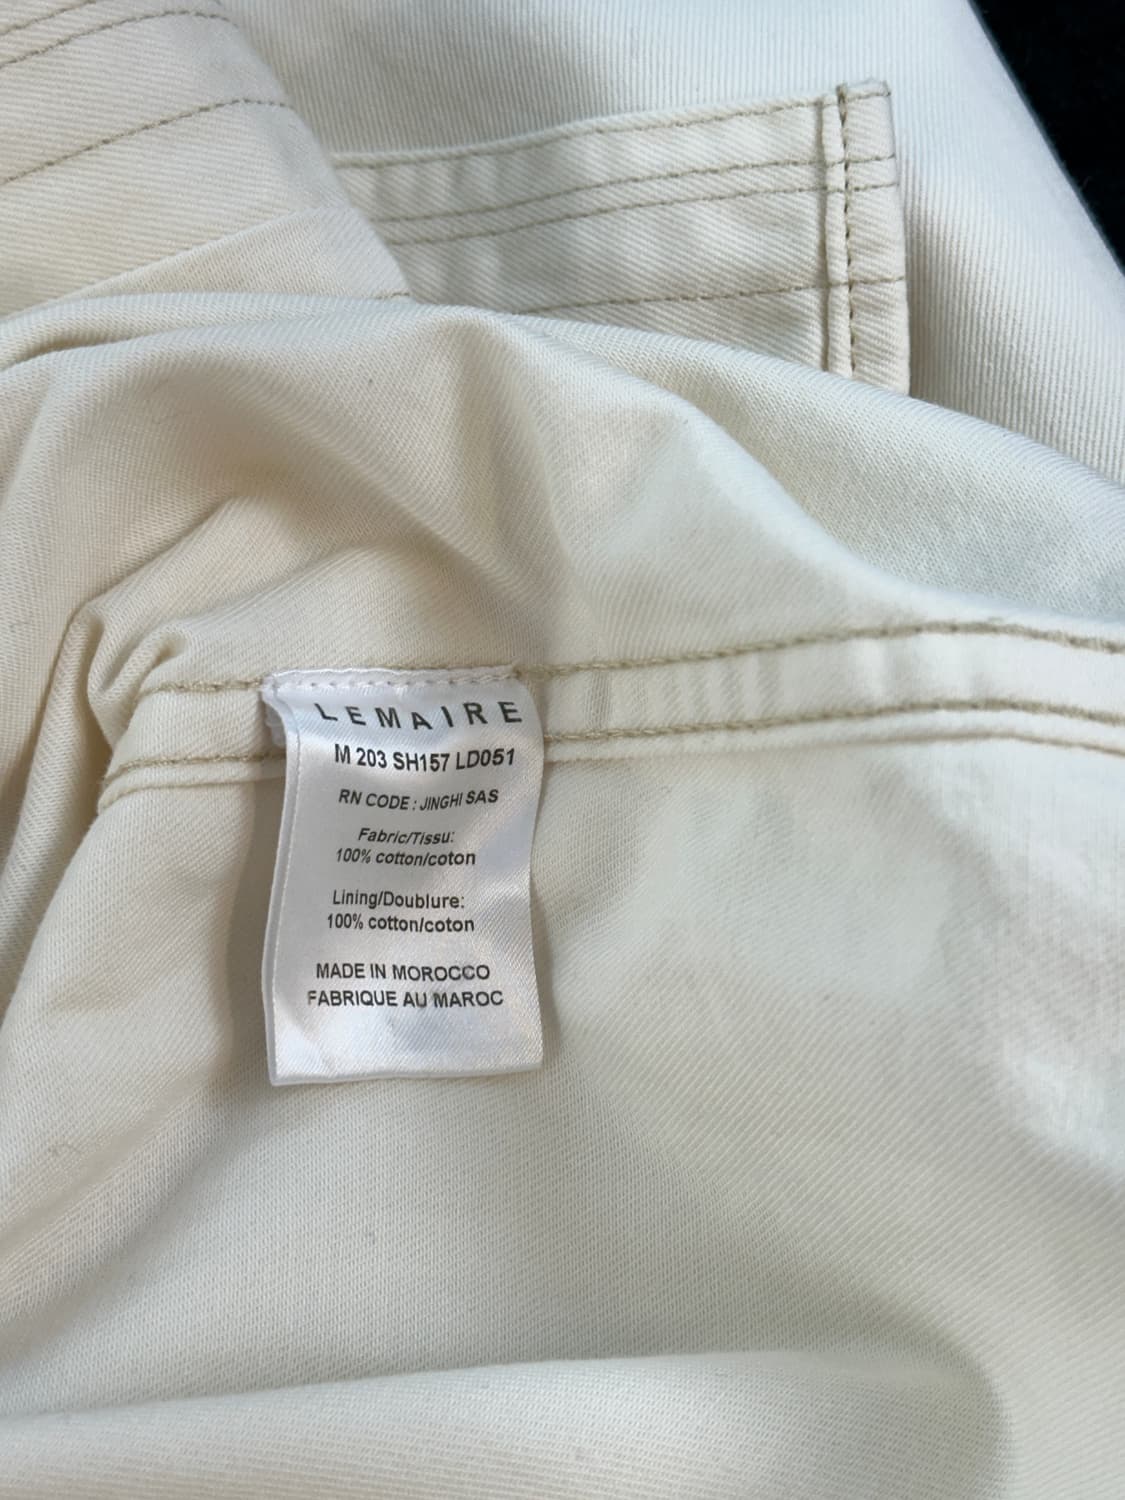 LEMAIRE
M 203 SH157 LD051
RN CODE : JINGHI SAS
Fabric/Tissu:
100% cotton/coton
Lining/Doublure:
100% cotton/coton
MADE IN MOROCCO
FABRIQUE AU MAROC